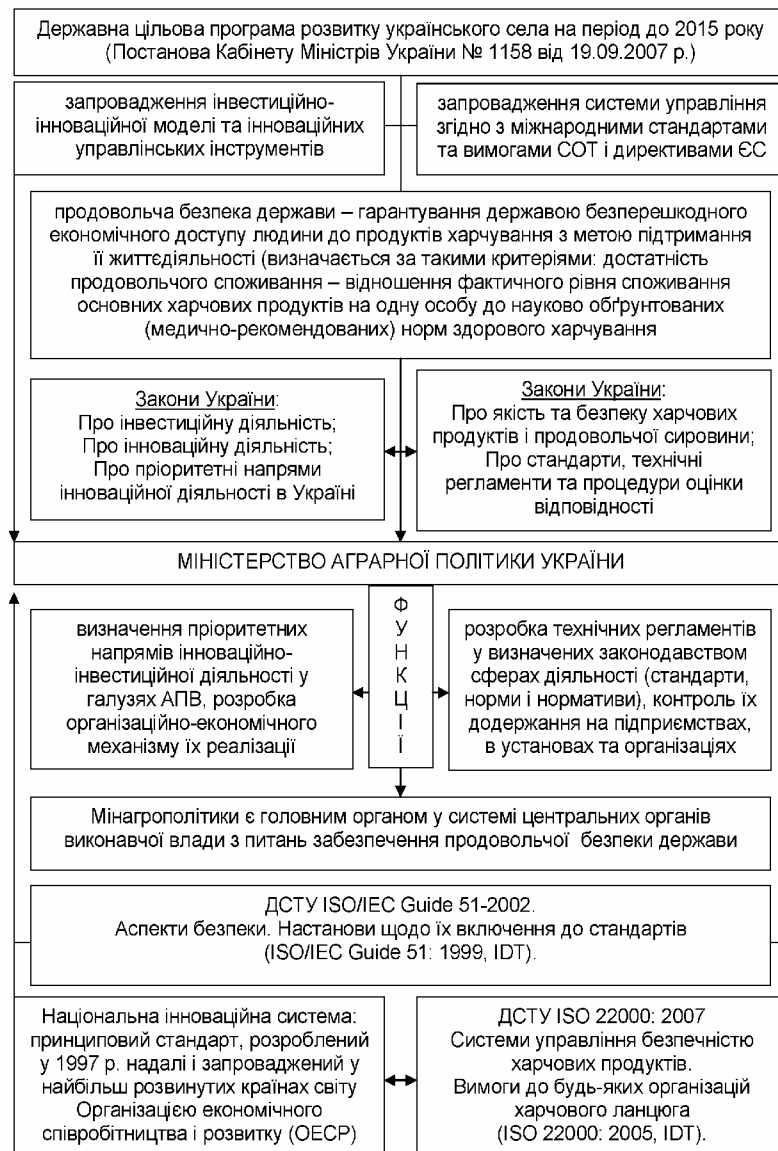 Державна цільова програма розвитку українського села на період до 2015 року
(Постанова Кабінету Міністрів України № 1158 від 19.09.2007 р.)
запровадження інвестиційно-
інноваційної моделі та інноваційних
управлінських інструментів
запровадження системи управління
згідно з міжнародними стандартами
та вимогами СОТ і директивами ЄС
продовольча безпека держави – гарантування державою безперешкодного
економічного доступу людини до продуктів харчування з метою підтримання
її життєдіяльності (визначається за такими критеріями: достатність
продовольчого споживання – відношення фактичного рівня споживання
основних харчових продуктів на одну особу до науково обґрунтованих
(медично-рекомендованих) норм здорового харчування
Закони України:
Про інвестиційну діяльність;
Про інноваційну діяльність;
Про пріоритетні напрями
інноваційної діяльності в Україні
Закони України:
Про якість та безпеку харчових
продуктів і продовольчої сировини;
Про стандарти, технічні
регламенти та процедури оцінки
відповідності
МІНІСТЕРСТВО АГРАРНОЇ ПОЛІТИКИ УКРАЇНИ
визначення пріоритетних
напрямів інноваційно-
інвестиційної діяльності у
галузях АПВ, розробка
організаційно-економічного
механізму їх реалізації
Ф
У
Н
К
Ц
І
Ї
розробка технічних регламентів
у визначених законодавством
сферах діяльності (стандарти,
норми і нормативи), контроль їх
додержання на підприємствах,
в установах та організаціях
Мінагрополітики є головним органом у системі центральних органів
виконавчої влади з питань забезпечення продовольчої безпеки держави
ДСТУ ISO/IEC Guide 51-2002.
Аспекти безпеки. Настанови щодо їх включення до стандартів
(ISO/IEC Guide 51: 1999, IDT).
Національна інноваційна система:
принциповий стандарт, розроблений
у 1997 р. надалі і запроваджений у
найбільш розвинутих країнах світу
Організацією економічного
співробітництва і розвитку (ОЕСР)
ДСТУ ISO 22000: 2007
Системи управління безпечністю
харчових продуктів.
Вимоги до будь-яких організацій
харчового ланцюга
(ISO 22000: 2005, IDT).